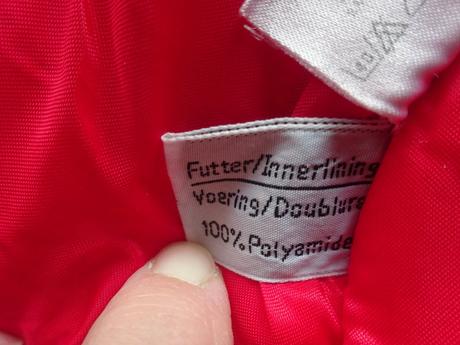 Futter/Innerlining
Voering/Doublure
100%Polyamide